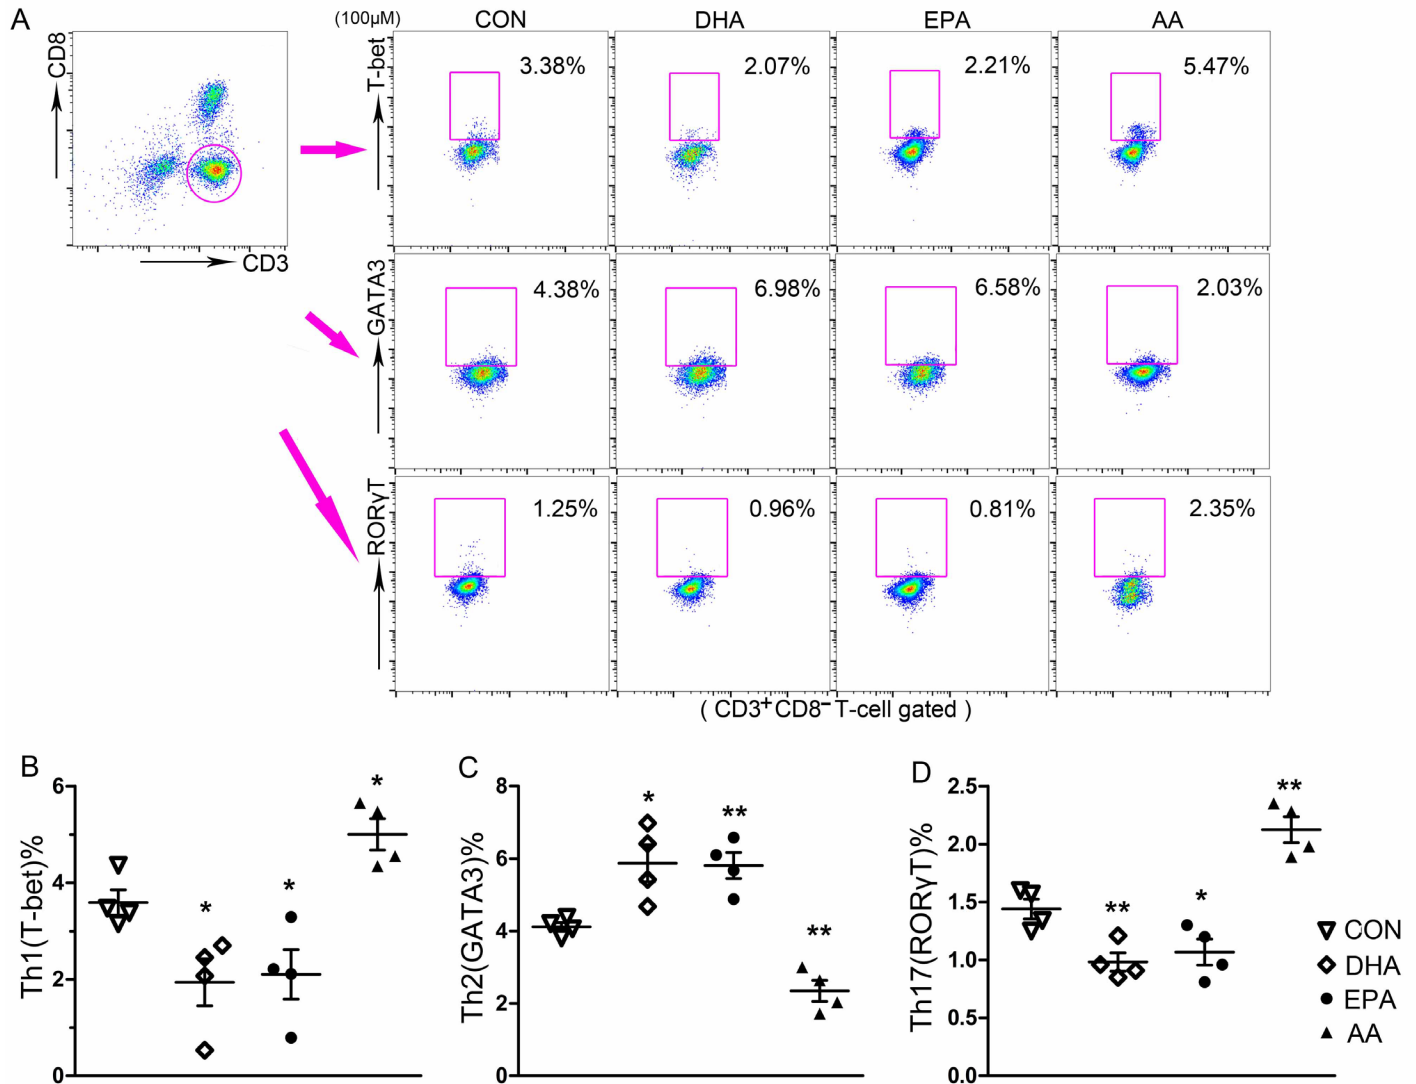 A
(100μM) CON DHA EPA AA
CD8
CD3
T-bet
3.38% 2.07% 2.21% 5.47%
GATA3
4.38% 6.98% 6.58% 2.03%
RORγT
1.25% 0.96% 0.81% 2.35%
( CD3+CD8− T-cell gated )
B
Th1(T-bet)%
6
4
2
0
* * *
C
Th2(GATA3)%
8
6
4
2
0
* ** **
D
Th17(RORγT)%
2.5
2.0
1.5
1.0
0.5
0.0
** * **
CON
DHA
EPA
AA